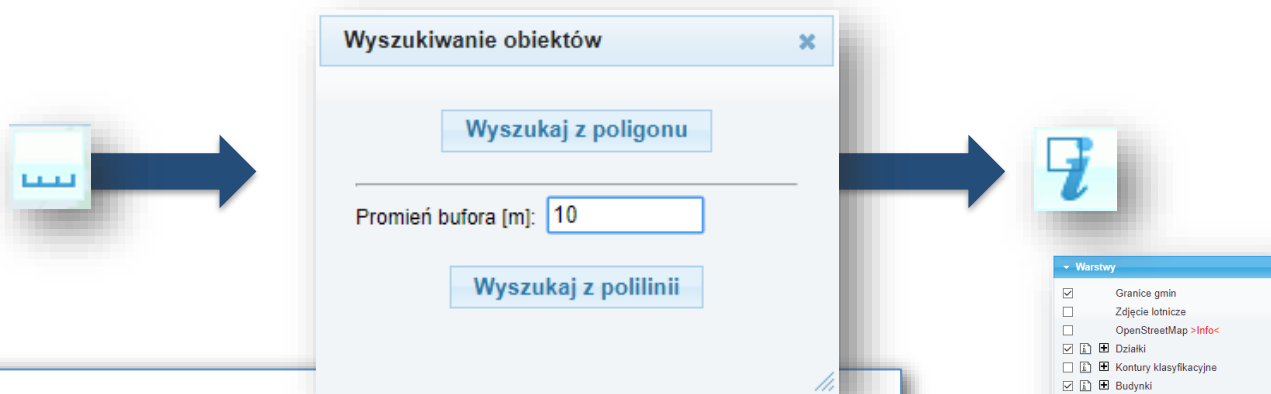 Wyszukiwanie obiektów
Wyszukaj z poligonu
Promień bufora [m]: 10
Wyszukaj z polilinii
Warstwy
Granice gmin
Zdjęcie lotnicze
OpenStreetMap >Info<
Działki
Kontury klasyfikacyjne
Budynki